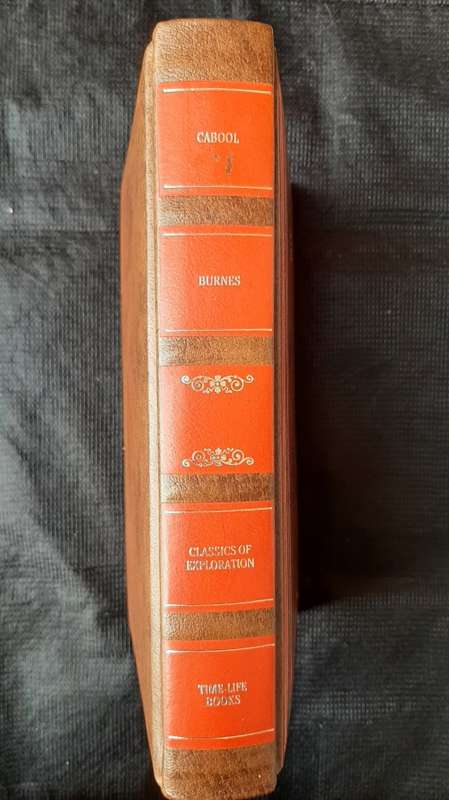 CABOOL
BURNES
CLASSICS OF
EXPLORATION
TIME-LIFE
BOOKS